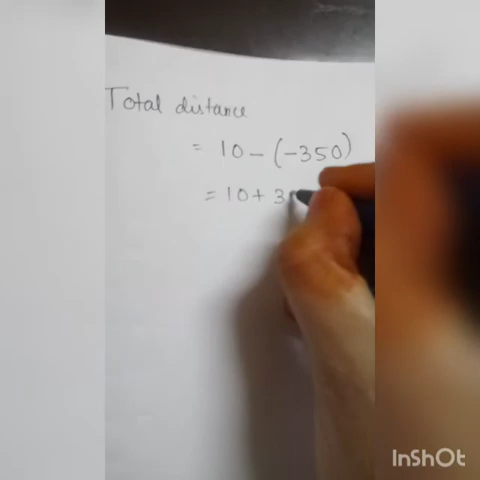 Total distance
= 10 - (-350)
= 10 + 3
InShOt